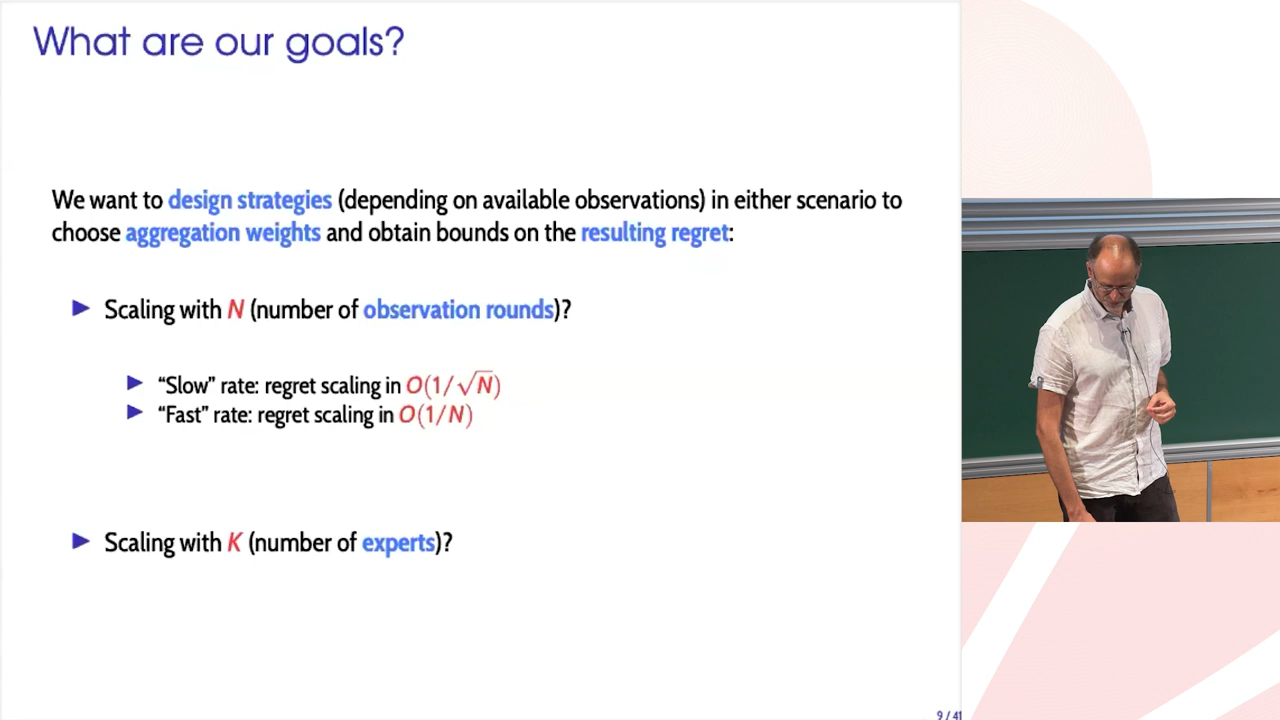 What are our goals?
We want to design strategies (depending on available observations) in either scenario to
choose aggregation weights and obtain bounds on the resulting regret:
▶ Scaling with N (number of observation rounds)?
▶ “Slow” rate: regret scaling in O(1/√N)
▶ “Fast” rate: regret scaling in O(1/N)
▶ Scaling with K (number of experts)?
9 / 41